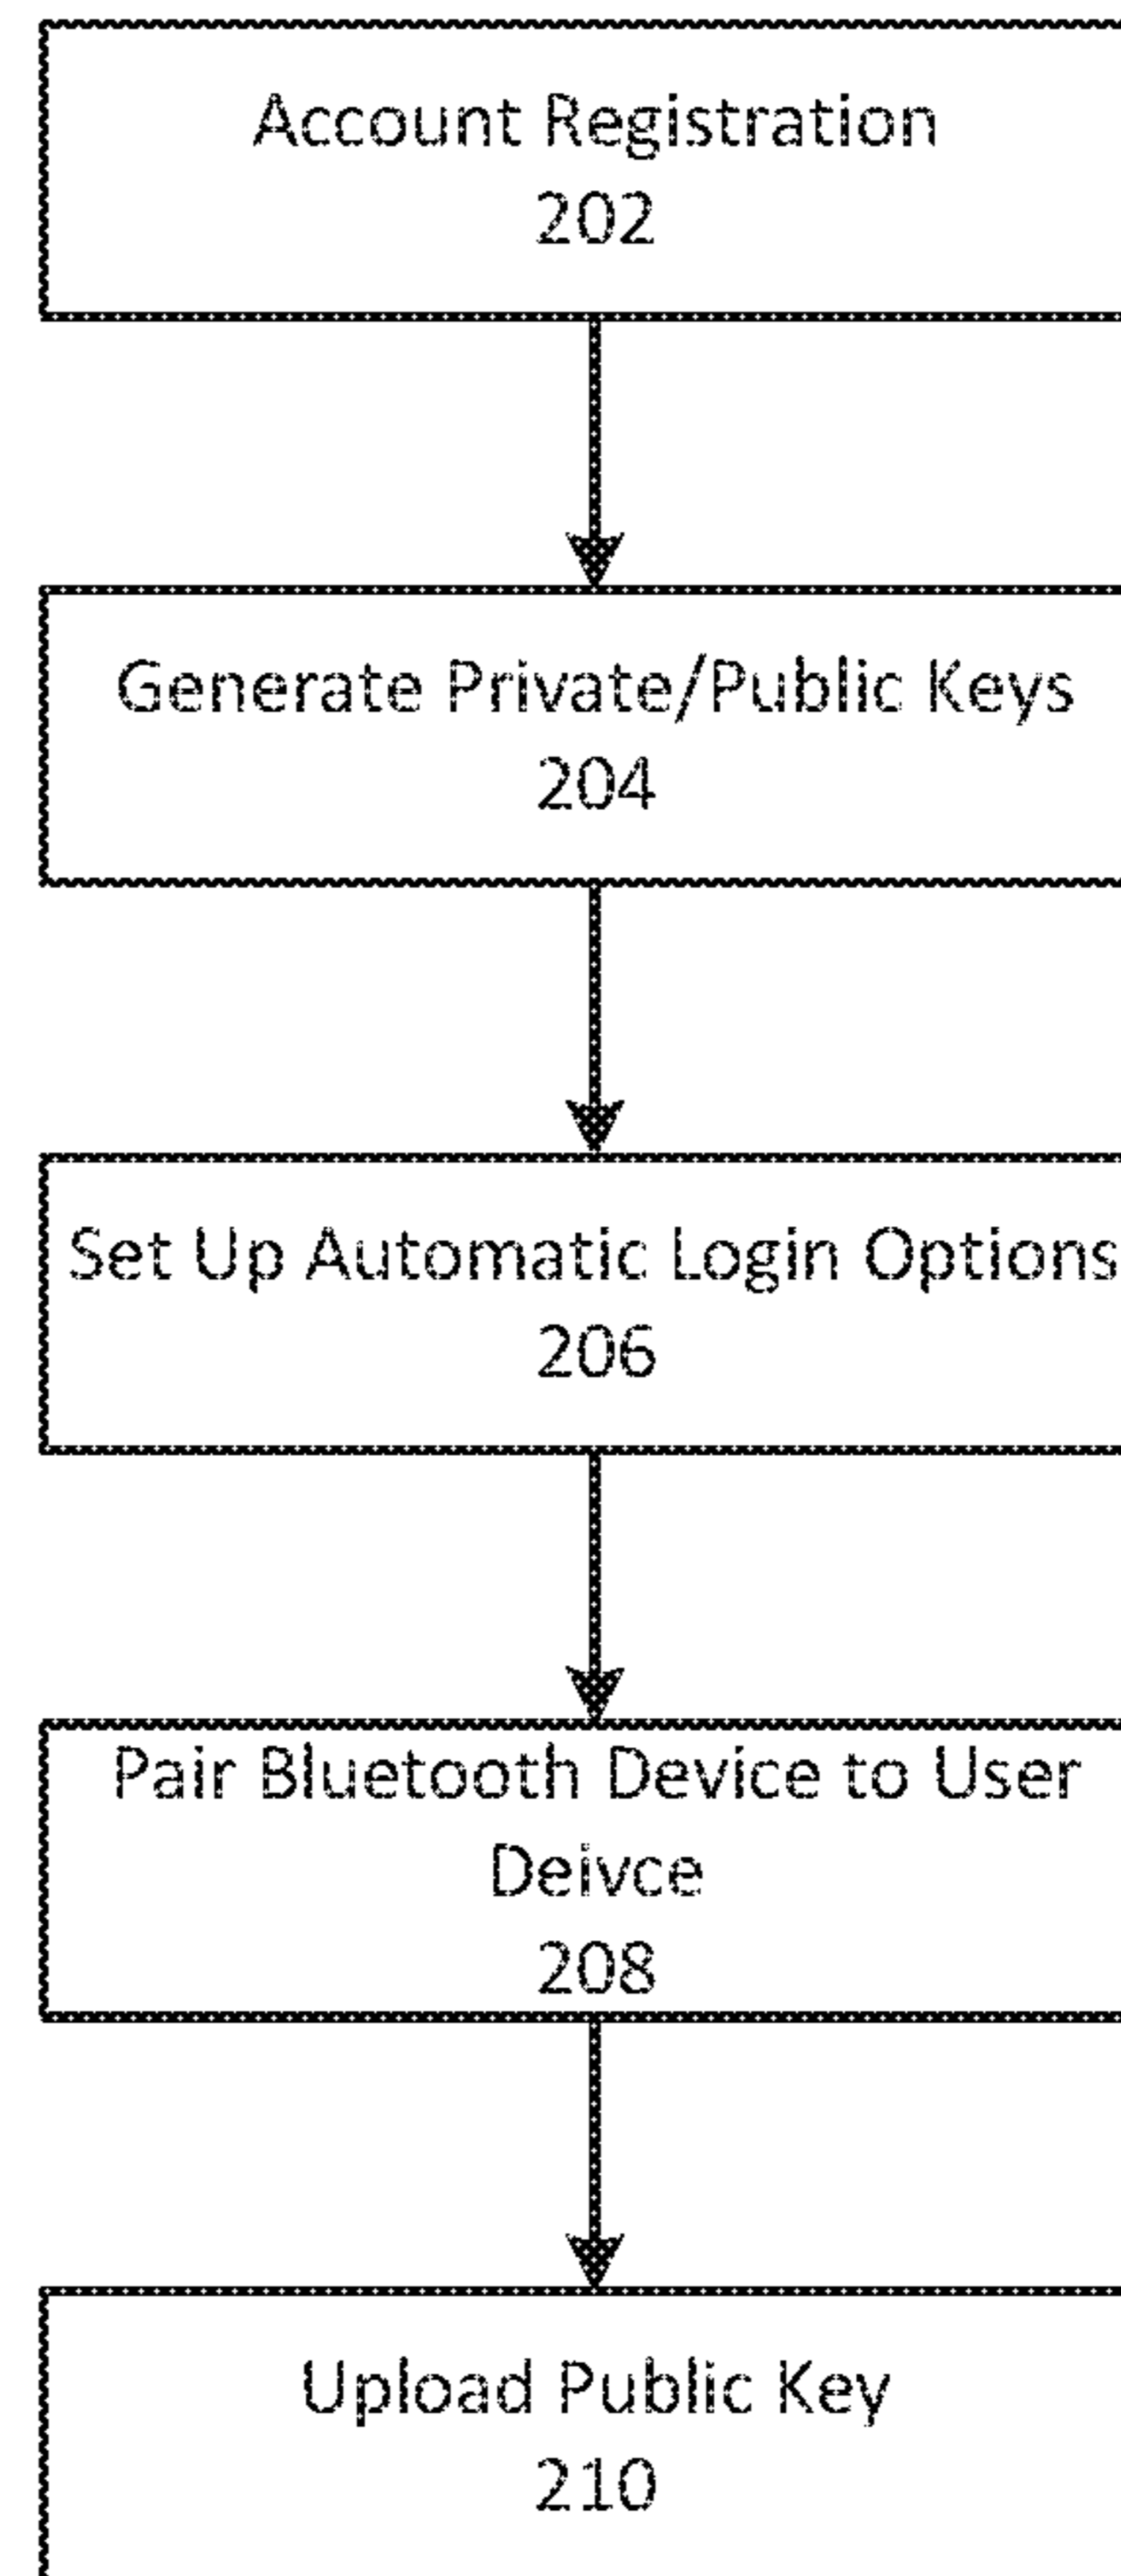 Account Registration
202
Generate Private/Public Keys
204
Set Up Automatic Login Options
206
Pair Bluetooth Device to User
Deivce
208
Upload Public Key
210